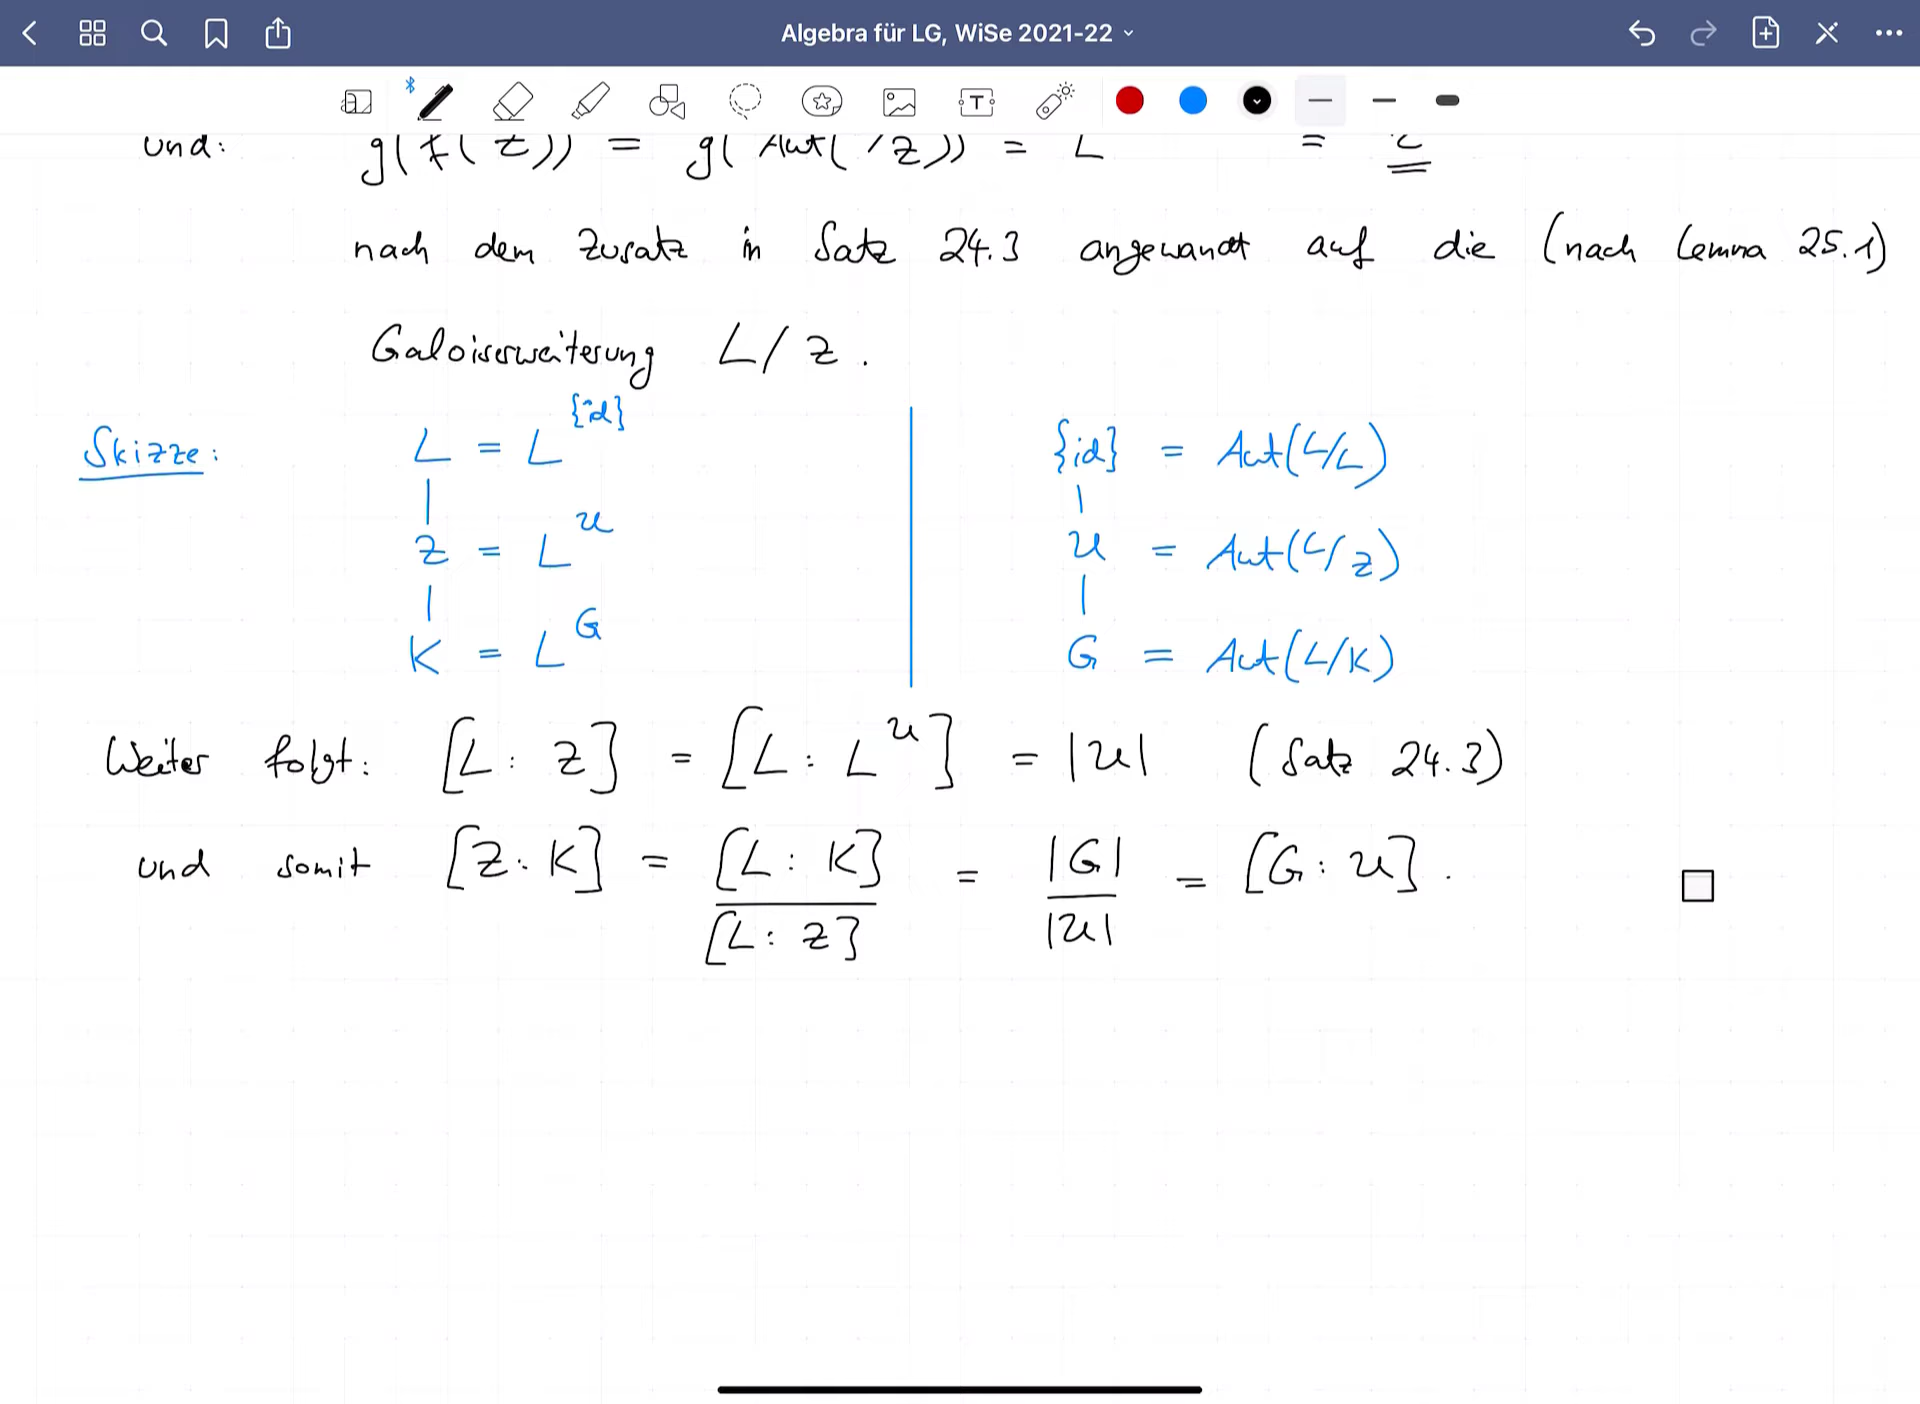 Algebra für LG, WiSe 2021-22
und: g(f(Z)) = g(Aut( /Z)) = L = Z
nach dem Zusatz in Satz 24.3 angewandt auf die (nach Lemma 25.1)
Galoiserweiterung L/Z.
Skizze: L = L^{id} {id} = Aut(L/L)
| |
Z = L^U U = Aut(L/Z)
| |
K = L^G G = Aut(L/K)
Weiter folgt: [L : Z] = [L : L^U] = |U| (Satz 24.3)
und somit [Z : K] = [L : K] / [L : Z] = |G| / |U| = [G : U]. □